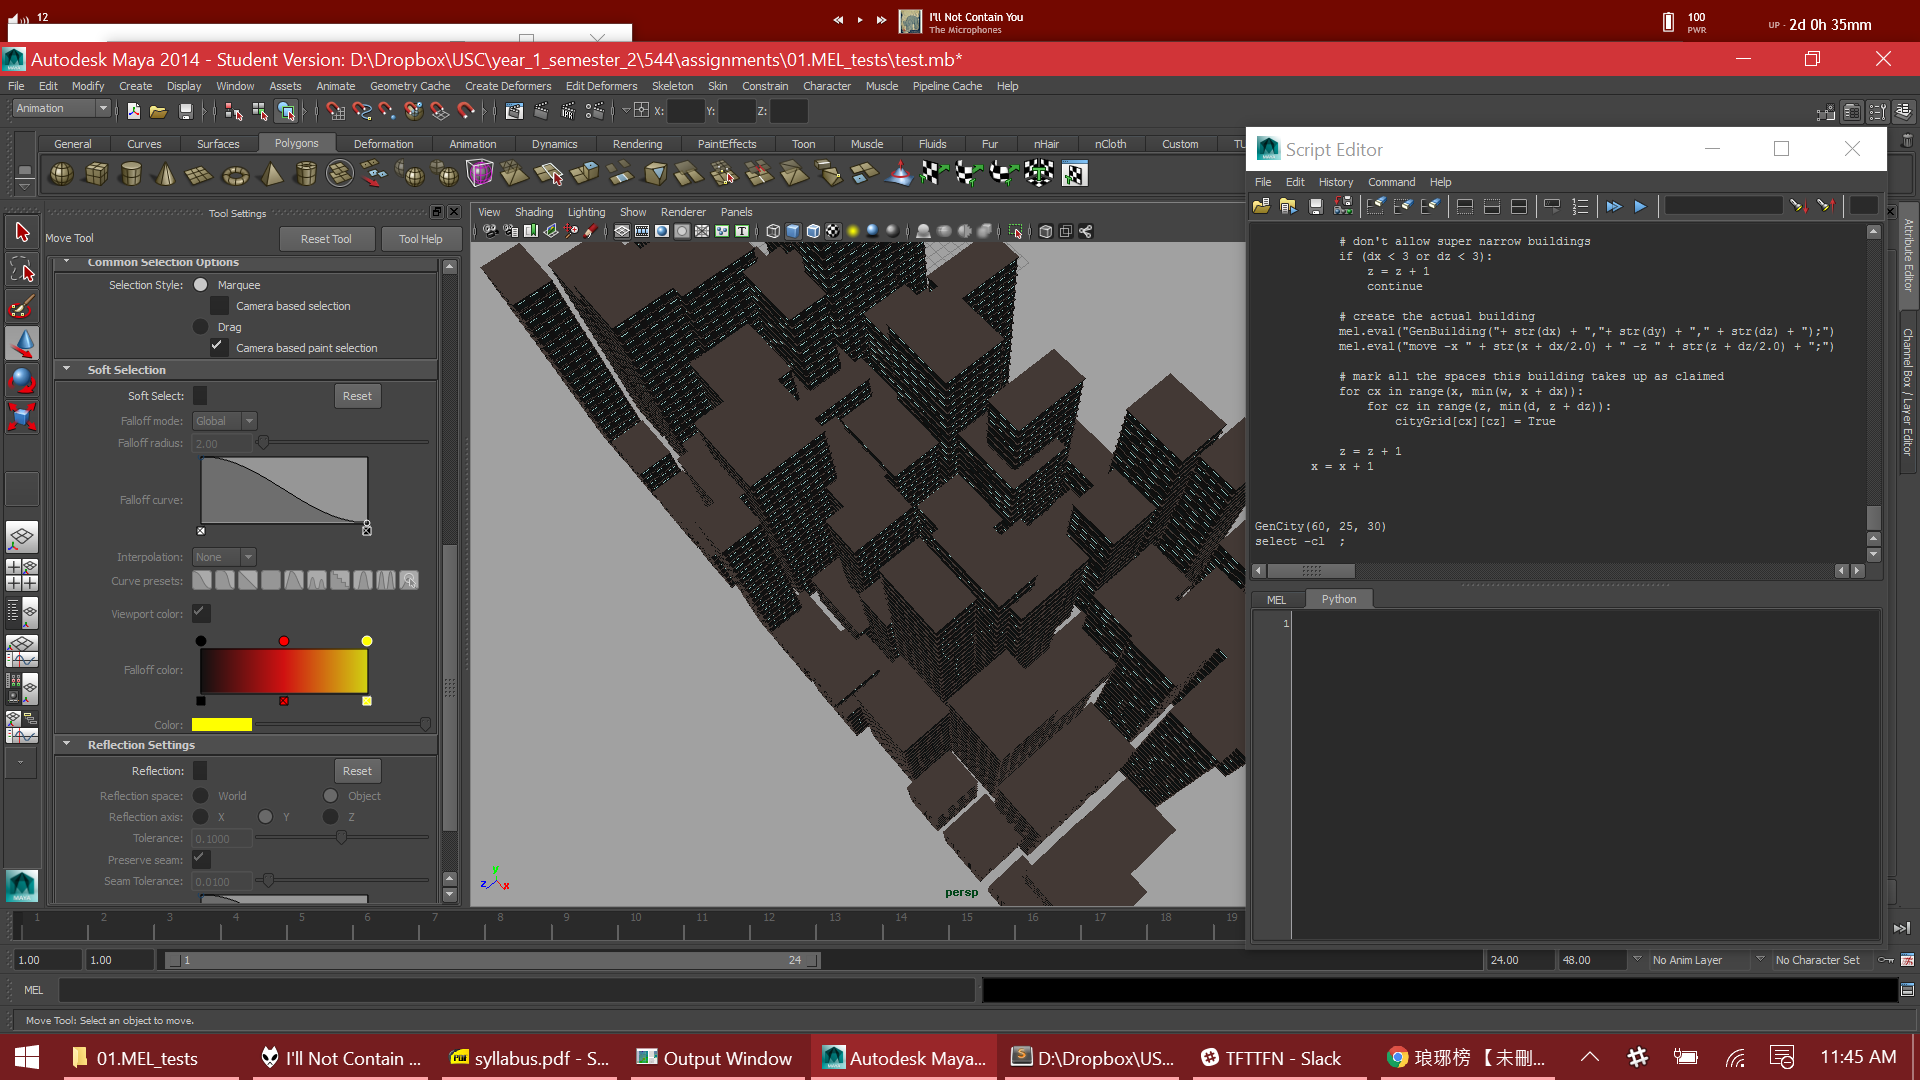 12
I'll Not Contain You
The Microphones
100
PWR
UP - 2d 0h 35mm
Autodesk Maya 2014 - Student Version: D:\Dropbox\USC\year_1_semester_2\544\assignments\01.MEL_tests\test.mb*
File Edit Modify Create Display Window Assets Animate Geometry Cache Create Deformers Edit Deformers Skeleton Skin Constrain Character Muscle Pipeline Cache Help
Animation
X: Y: Z:
General Curves Surfaces Polygons Deformation Animation Dynamics Rendering PaintEffects Toon Muscle Fluids Fur nHair nCloth Custom TU
Tool Settings
Move Tool
Reset Tool
Tool Help
Common Selection Options
Selection Style: Marquee
Camera based selection
Drag
Camera based paint selection
Soft Selection
Soft Select:
Reset
Falloff mode: Global
Falloff radius: 2.00
Falloff curve:
Interpolation: None
Curve presets:
Viewport color:
Falloff color:
Color:
Reflection Settings
Reflection:
Reset
Reflection space: World Object
Reflection axis: X Y Z
Tolerance: 0.1000
Preserve seam:
Seam Tolerance: 0.0100
View Shading Lighting Show Renderer Panels
persp
y
z
x
Script Editor
File Edit History Command Help
# don't allow super narrow buildings
if (dx < 3 or dz < 3):
z = z + 1
continue
# create the actual building
mel.eval("GenBuilding("+ str(dx) + ","+ str(dy) + "," + str(dz) + ");")
mel.eval("move -x " + str(x + dx/2.0) + " -z " + str(z + dz/2.0) + ";")
# mark all the spaces this building takes up as claimed
for cx in range(x, min(w, x + dx)):
for cz in range(z, min(d, z + dz)):
cityGrid[cx][cz] = True
z = z + 1
x = x + 1
GenCity(60, 25, 30)
select -cl  ;
MEL
Python
1
Attribute Editor
Channel Box / Layer Editor
1 2 3 4 5 6 7 8 9 10 11 12 13 14 15 16 17 18 19
1.00
1.00
1
24
24.00
48.00
No Anim Layer
No Character Set
MEL
Move Tool: Select an object to move.
01.MEL_tests
I'll Not Contain ...
syllabus.pdf - S...
Output Window
Autodesk Maya...
D:\Dropbox\US...
TFTTFN - Slack
琅琊榜 【未刪...
11:45 AM